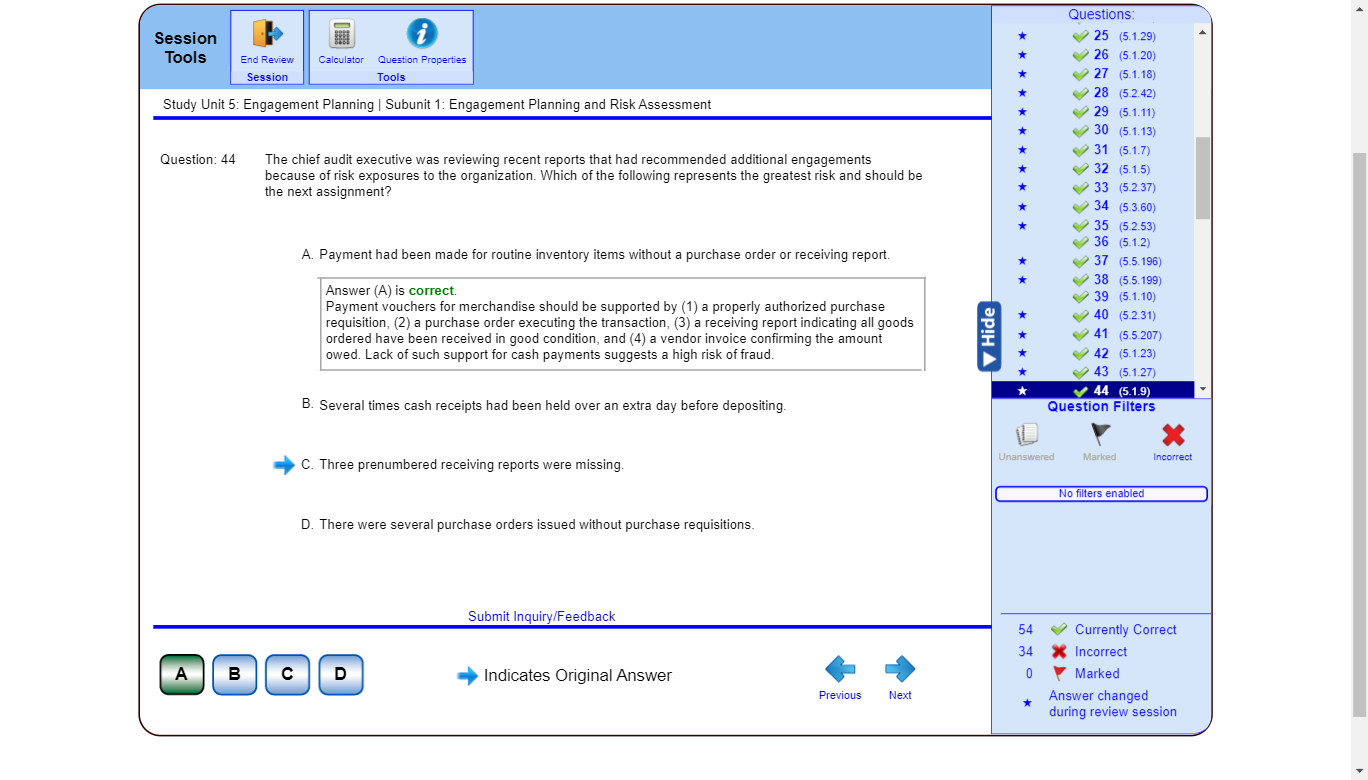 Session
Tools
End Review
Session
Calculator
Question Properties
Tools
Study Unit 5: Engagement Planning | Subunit 1: Engagement Planning and Risk Assessment
Question: 44
The chief audit executive was reviewing recent reports that had recommended additional engagements
because of risk exposures to the organization. Which of the following represents the greatest risk and should be
the next assignment?
A. Payment had been made for routine inventory items without a purchase order or receiving report.
Answer (A) is correct.
Payment vouchers for merchandise should be supported by (1) a properly authorized purchase
requisition, (2) a purchase order executing the transaction, (3) a receiving report indicating all goods
ordered have been received in good condition, and (4) a vendor invoice confirming the amount
owed. Lack of such support for cash payments suggests a high risk of fraud.
B. Several times cash receipts had been held over an extra day before depositing.
C. Three prenumbered receiving reports were missing.
D. There were several purchase orders issued without purchase requisitions.
Submit Inquiry/Feedback
A B C D
Indicates Original Answer
Previous
Next
Hide
Questions:
25 (5.1.29)
26 (5.1.20)
27 (5.1.18)
28 (5.2.42)
29 (5.1.11)
30 (5.1.13)
31 (5.1.7)
32 (5.1.5)
33 (5.2.37)
34 (5.3.60)
35 (5.2.53)
36 (5.1.2)
37 (5.5.196)
38 (5.5.199)
39 (5.1.10)
40 (5.2.31)
41 (5.5.207)
42 (5.1.23)
43 (5.1.27)
44 (5.1.9)
Question Filters
Unanswered
Marked
Incorrect
No filters enabled
54 Currently Correct
34 Incorrect
0 Marked
Answer changed
during review session